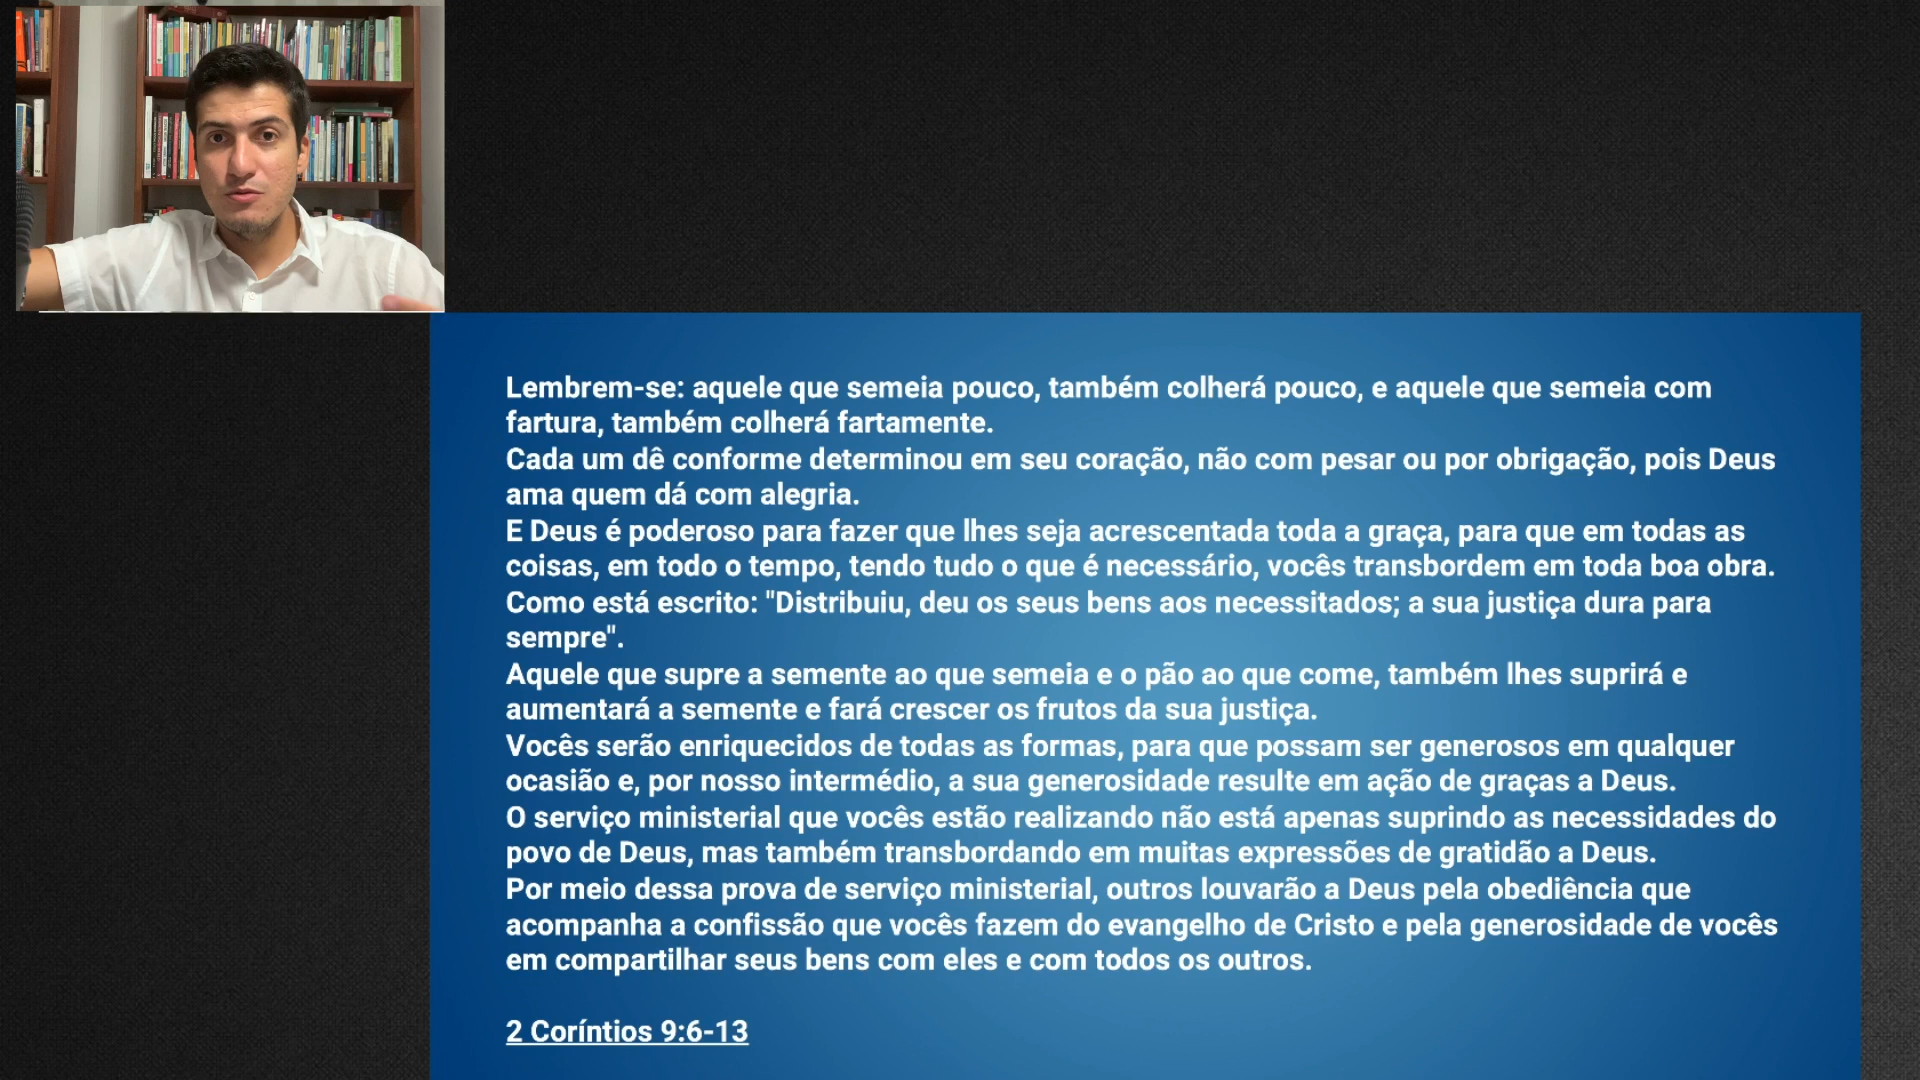 Lembrem-se: aquele que semeia pouco, também colherá pouco, e aquele que semeia com
fartura, também colherá fartamente.
Cada um dê conforme determinou em seu coração, não com pesar ou por obrigação, pois Deus
ama quem dá com alegria.
E Deus é poderoso para fazer que lhes seja acrescentada toda a graça, para que em todas as
coisas, em todo o tempo, tendo tudo o que é necessário, vocês transbordem em toda boa obra.
Como está escrito: "Distribuiu, deu os seus bens aos necessitados; a sua justiça dura para
sempre".
Aquele que supre a semente ao que semeia e o pão ao que come, também lhes suprirá e
aumentará a semente e fará crescer os frutos da sua justiça.
Vocês serão enriquecidos de todas as formas, para que possam ser generosos em qualquer
ocasião e, por nosso intermédio, a sua generosidade resulte em ação de graças a Deus.
O serviço ministerial que vocês estão realizando não está apenas suprindo as necessidades do
povo de Deus, mas também transbordando em muitas expressões de gratidão a Deus.
Por meio dessa prova de serviço ministerial, outros louvarão a Deus pela obediência que
acompanha a confissão que vocês fazem do evangelho de Cristo e pela generosidade de vocês
em compartilhar seus bens com eles e com todos os outros.
2 Coríntios 9:6-13